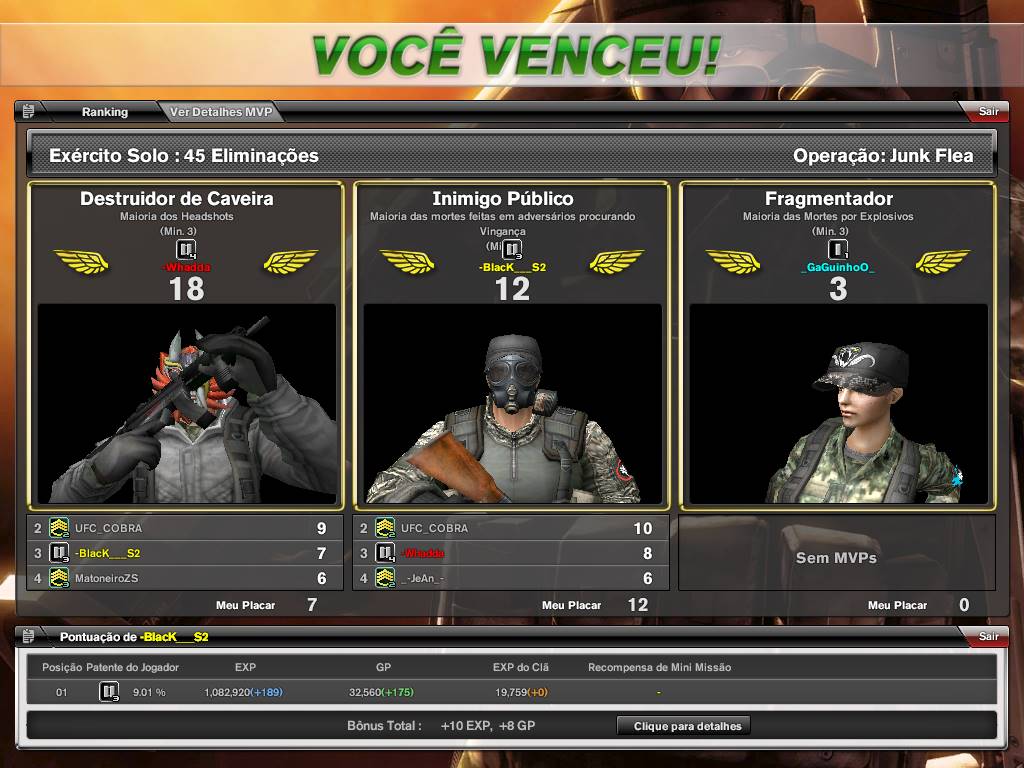 VOCÊ VENCEU!
Ranking
Ver Detalhes MVP
Sair
Exército Solo : 45 Eliminações
Operação: Junk Flea
Destruidor de Caveira
Maioria dos Headshots
(Min. 3)
4
-Whadda
18
Inimigo Público
Maioria das mortes feitas em adversários procurando
Vingança
(Mi
3
-BlacK___S2
12
Fragmentador
Maioria das Mortes por Explosivos
(Min. 3)
1
_GaGuinhoO_
3
2 UFC_COBRA 9
3 -BlacK___S2 7
4 MatoneiroZS 6
Meu Placar 7
2 UFC_COBRA 10
3 -Whadda 8
4 _-JeAn_- 6
Meu Placar 12
Sem MVPs
Meu Placar 0
Pontuação de -BlacK___S2
Sair
Posição Patente do Jogador EXP GP EXP do Clã Recompensa de Mini Missão
01 3 9.01 % 1,082,920(+189) 32,560(+175) 19,759(+0) -
Bônus Total : +10 EXP, +8 GP
Clique para detalhes